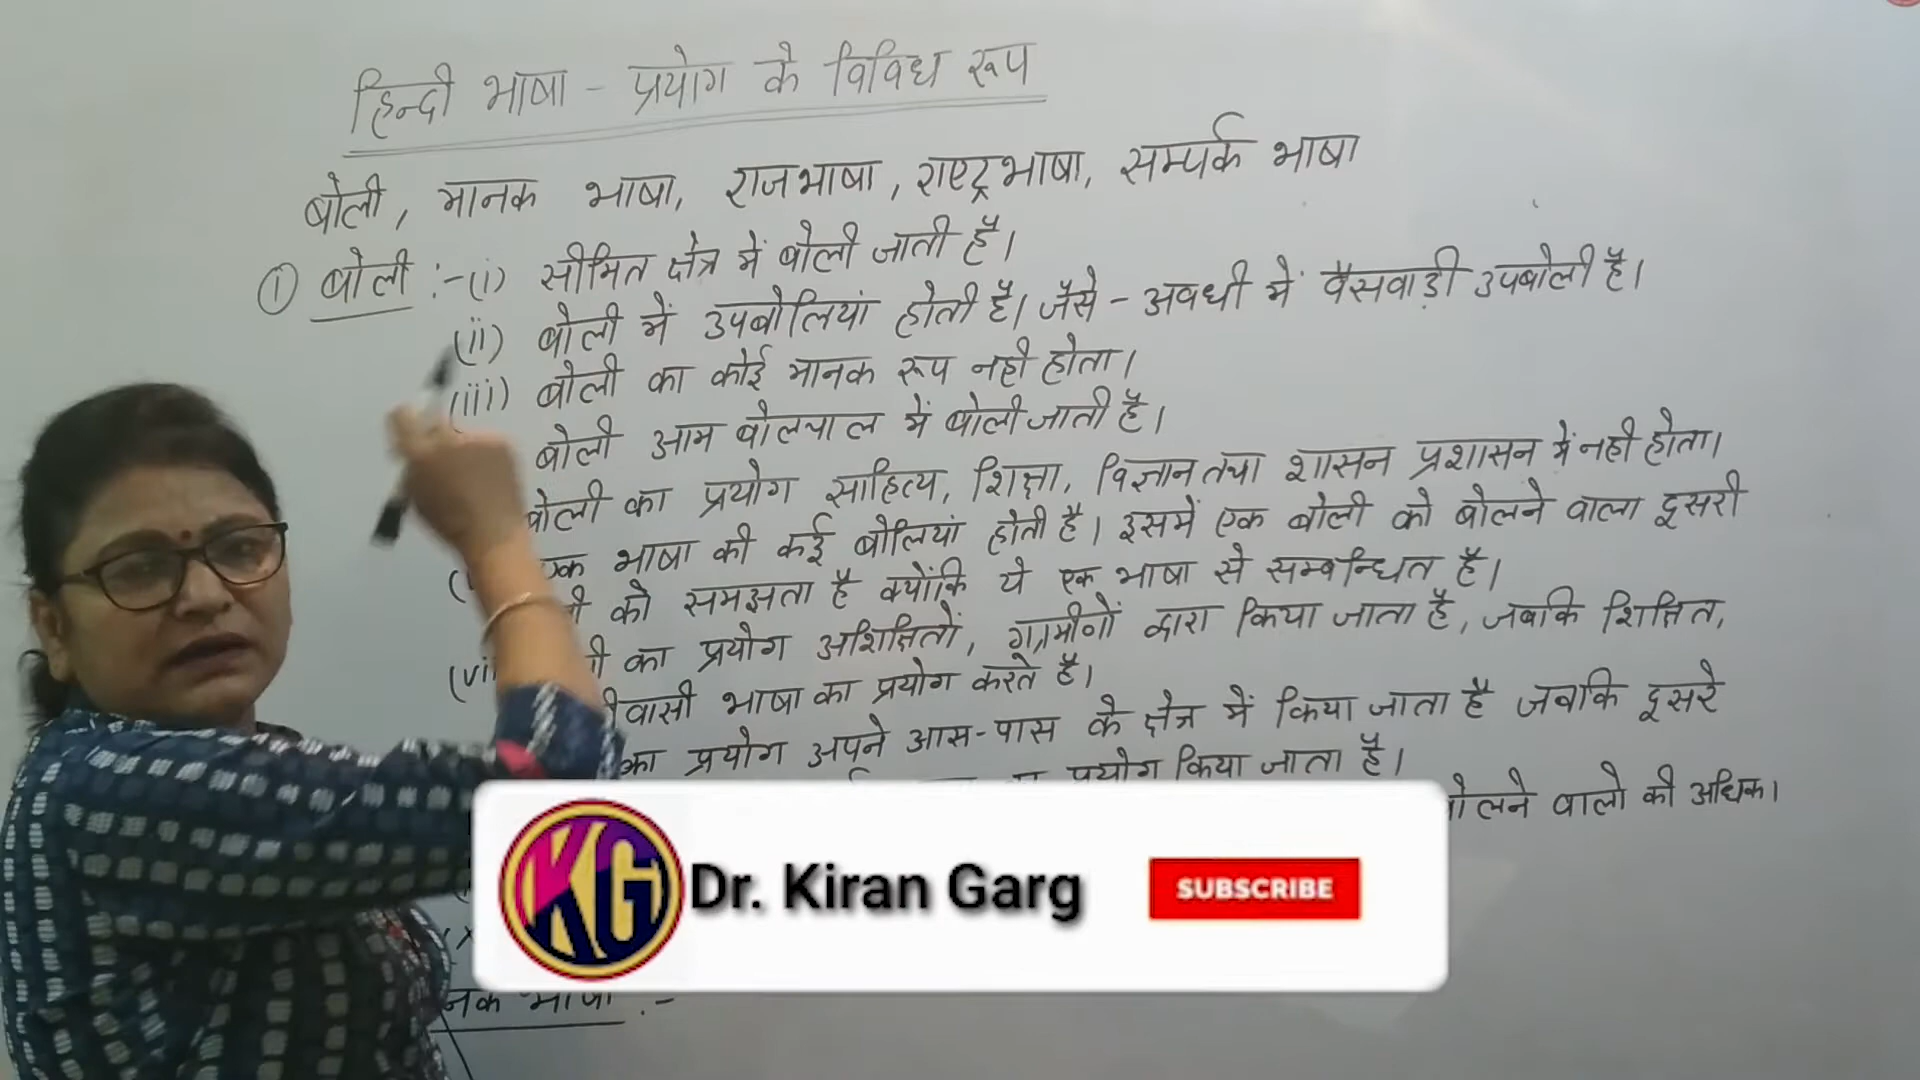 हिन्दी भाषा - प्रयोग के विविध रूप
बोली, मानक भाषा, राजभाषा, राष्ट्रभाषा, सम्पर्क भाषा
① बोली :- (i) सीमित क्षेत्र में बोली जाती है।
(ii) बोली में उपबोलियां होती है। जैसे - अवधी में वैसवाड़ी उपबोली है।
(iii) बोली का कोई मानक रूप नही होता।
बोली आम बोलचाल में बोली जाती है।
बोली का प्रयोग साहित्य, शिक्षा, विज्ञान तथा शासन प्रशासन में नही होता।
एक भाषा की कई बोलियां होती है। इसमें एक बोली को बोलने वाला दूसरी
को समझता है क्योंकि ये एक भाषा से सम्बन्धित है।
का प्रयोग अशिक्षितों, ग्रामीणों द्वारा किया जाता है, जबकि शिक्षित,
भाषा का प्रयोग करते है।
का प्रयोग अपने आस-पास के क्षेत्र में किया जाता है जबकि दूसरे
प्रयोग किया जाता है।
वालो की अधिक।
Dr. Kiran Garg
SUBSCRIBE
KG
भाषा :-